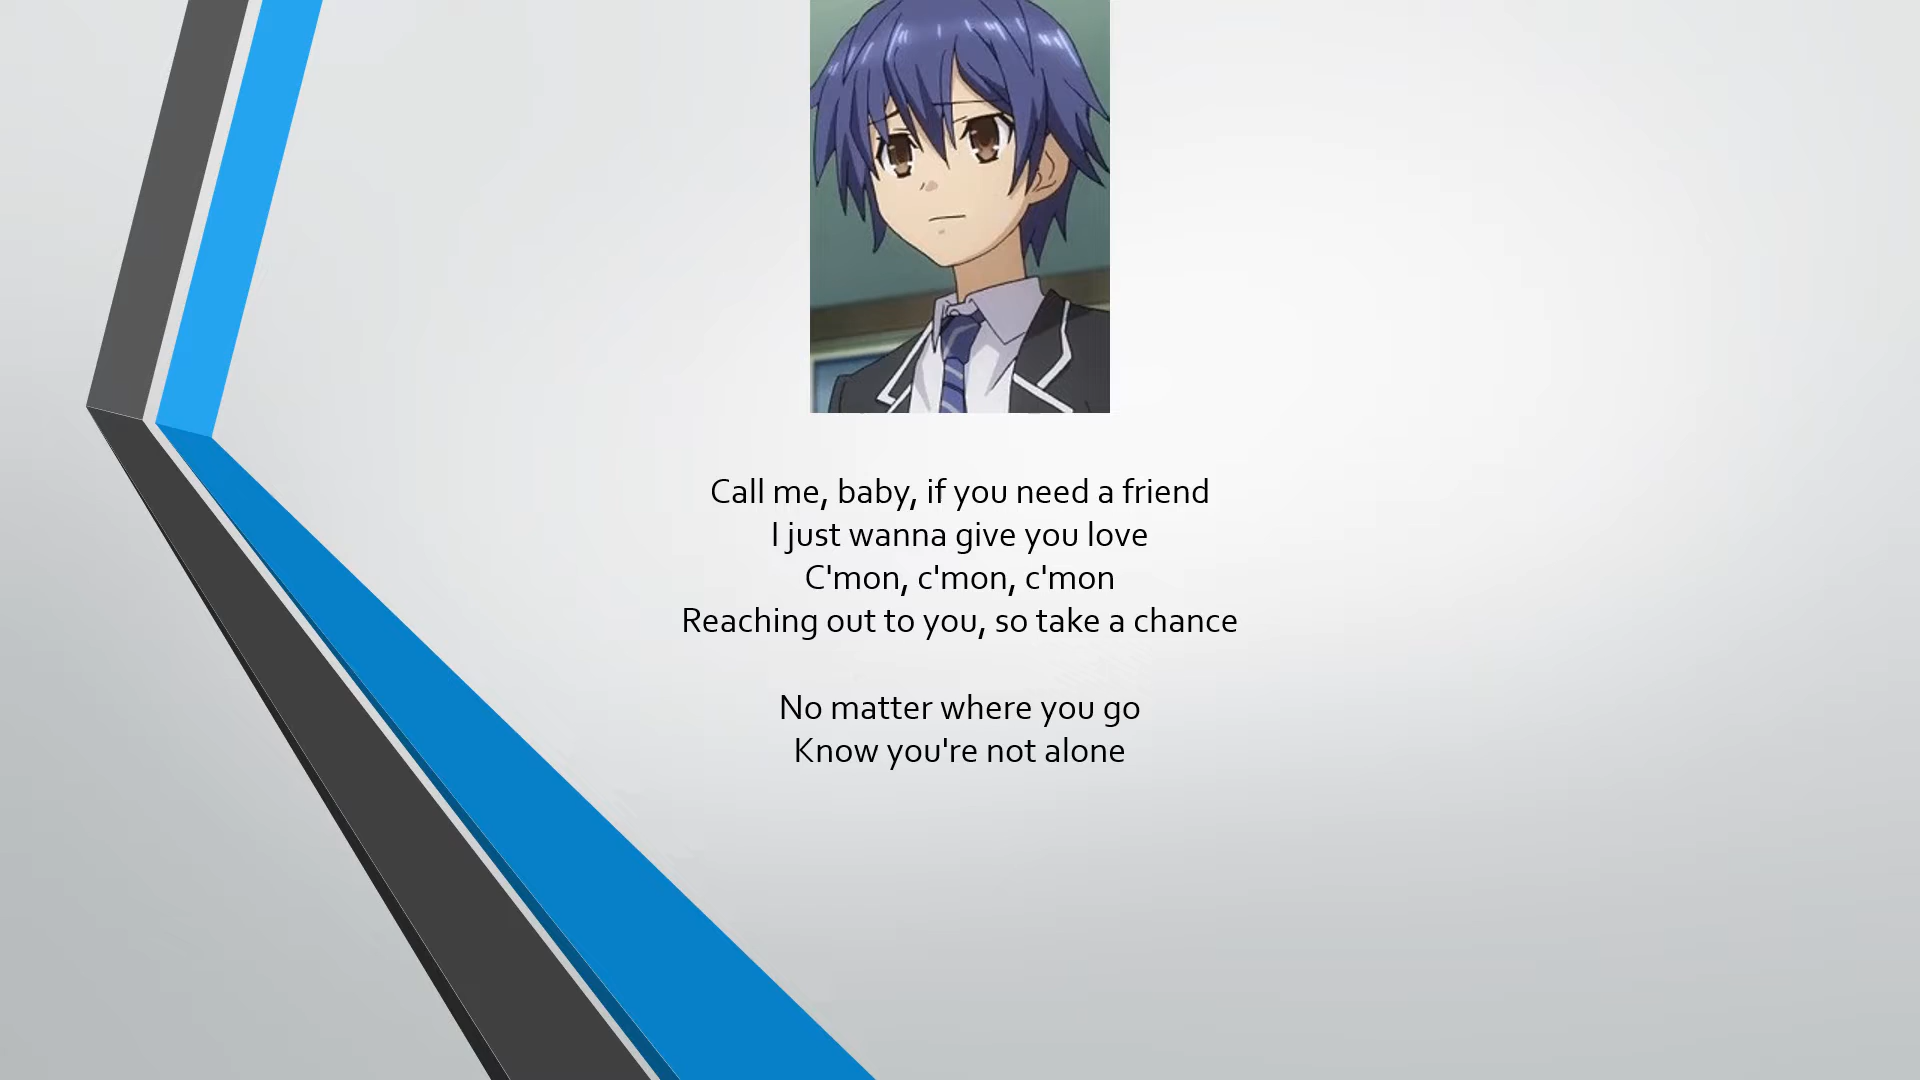 Call me, baby, if you need a friend
I just wanna give you love
C'mon, c'mon, c'mon
Reaching out to you, so take a chance
No matter where you go
Know you're not alone